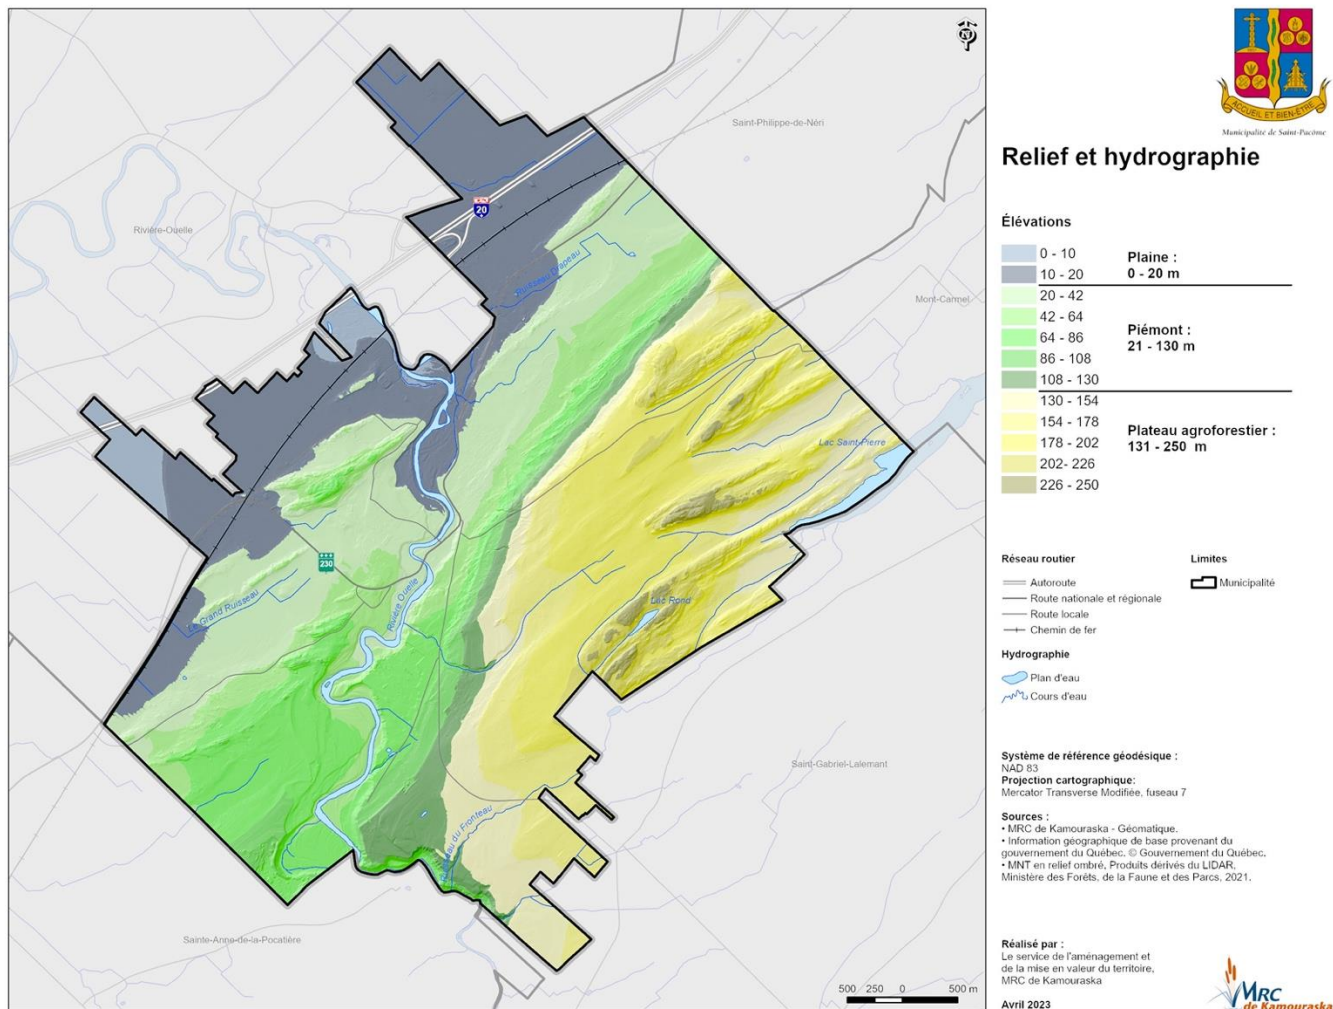 Saint-Philippe-de-Néri
Rivière-Ouelle
20
Ruisseau Drapeau
Mont-Carmel
Lac Saint-Pierre
230
Le Grand Ruisseau
Rivière Ouelle
Lac Rond
Saint-Gabriel-Lalemant
Ruisseau du Fronteau
Sainte-Anne-de-la-Pocatière
500 250 0 500 m
N
ACCUEIL ET BIEN-ÊTRE
Municipalité de Saint-Pacôme
Relief et hydrographie
Élévations
0 - 10
10 - 20
Plaine :
0 - 20 m
20 - 42
42 - 64
64 - 86
86 - 108
108 - 130
Piémont :
21 - 130 m
130 - 154
154 - 178
178 - 202
202- 226
226 - 250
Plateau agroforestier :
131 - 250 m
Réseau routier
Autoroute
Route nationale et régionale
Route locale
Chemin de fer
Limites
Municipalité
Hydrographie
Plan d'eau
Cours d'eau
Système de référence géodésique :
NAD 83
Projection cartographique:
Mercator Transverse Modifiée, fuseau 7
Sources :
• MRC de Kamouraska - Géomatique.
• Information géographique de base provenant du
gouvernement du Québec. © Gouvernement du Québec.
• MNT en relief ombré, Produits dérivés du LIDAR,
Ministère des Forêts, de la Faune et des Parcs, 2021.
Réalisé par :
Le service de l'aménagement et
de la mise en valeur du territoire,
MRC de Kamouraska
Avril 2023
MRC
de Kamouraska